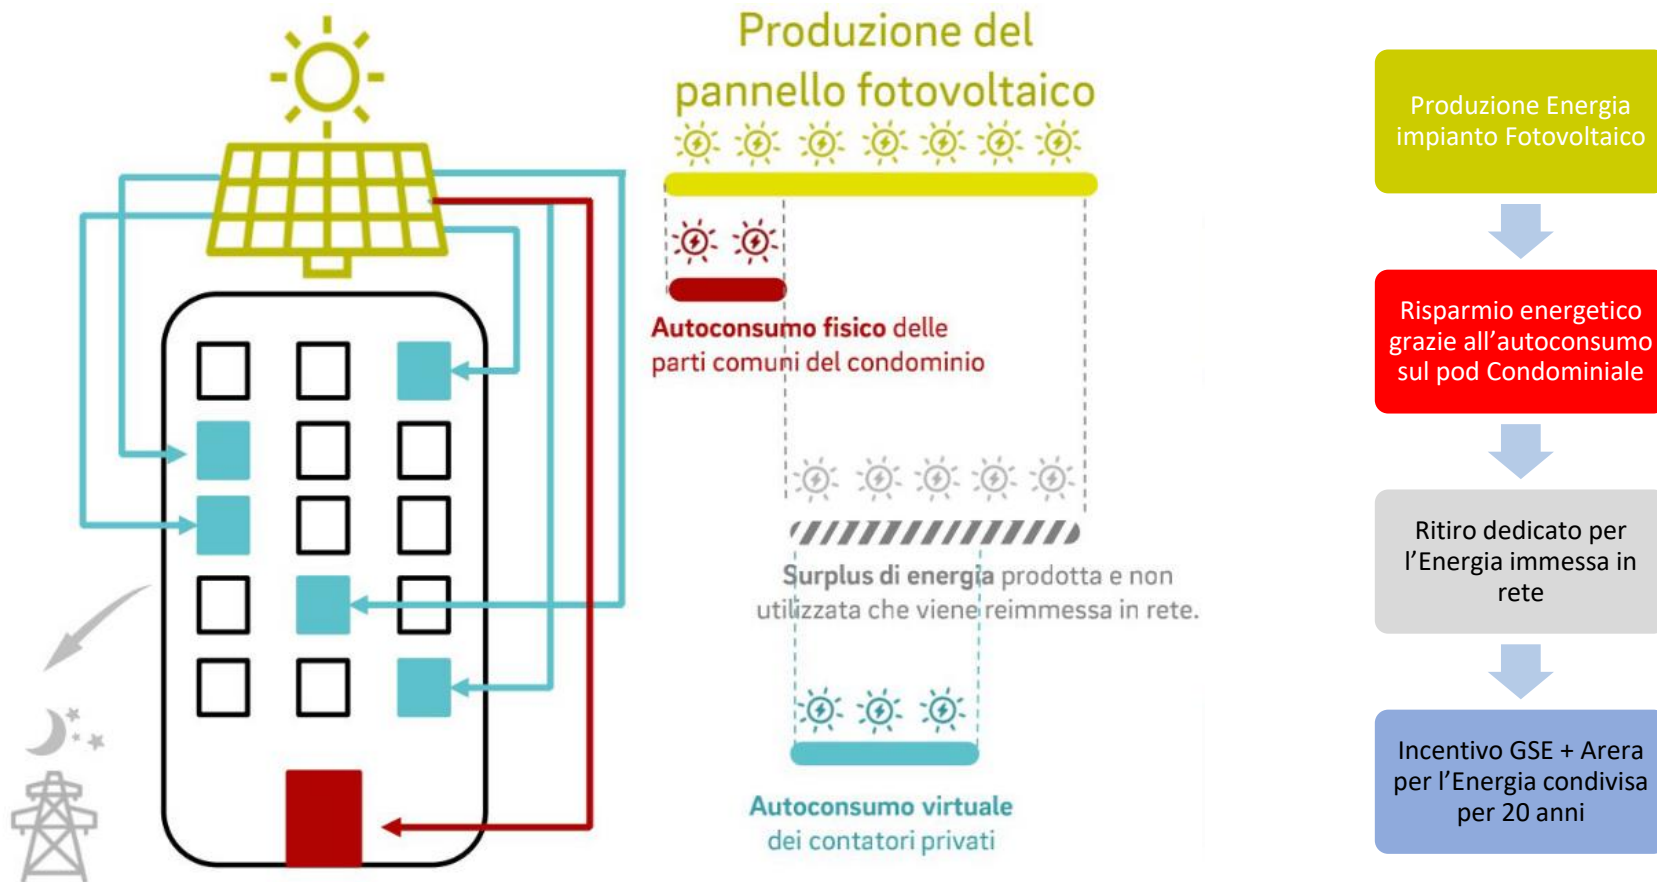 Produzione del
pannello fotovoltaico
Autoconsumo fisico delle
parti comuni del condominio
Surplus di energia prodotta e non
utilizzata che viene reimmessa in rete.
Autoconsumo virtuale
dei contatori privati
Produzione Energia
impianto Fotovoltaico
Risparmio energetico
grazie all’autoconsumo
sul pod Condominiale
Ritiro dedicato per
l’Energia immessa in
rete
Incentivo GSE + Arera
per l’Energia condivisa
per 20 anni